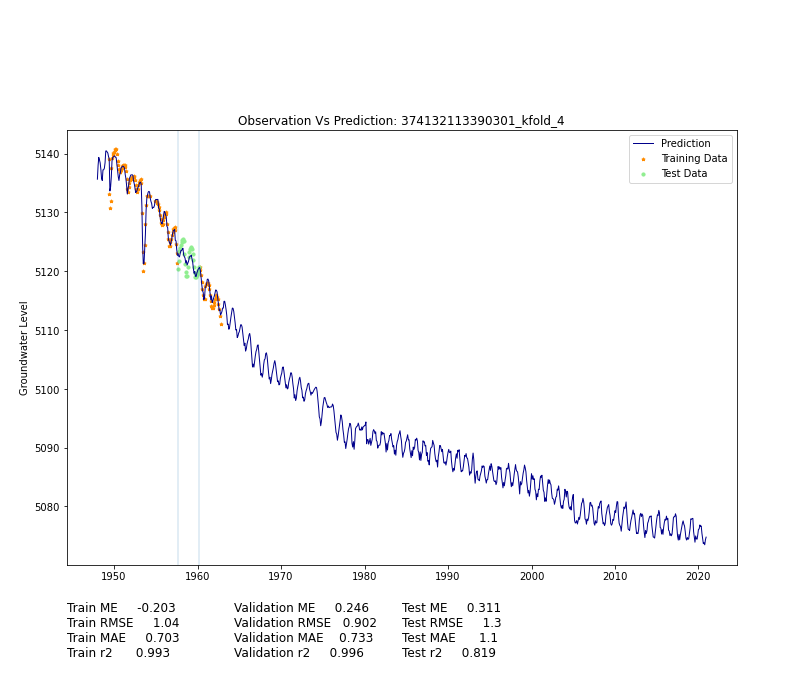 Observation Vs Prediction: 374132113390301_kfold_4
Prediction
Training Data
Test Data
Groundwater Level
5140
5130
5120
5110
5100
5090
5080
1950 1960 1970 1980 1990 2000 2010 2020
Train ME -0.203 Validation ME 0.246 Test ME 0.311
Train RMSE 1.04 Validation RMSE 0.902 Test RMSE 1.3
Train MAE 0.703 Validation MAE 0.733 Test MAE 1.1
Train r2 0.993 Validation r2 0.996 Test r2 0.819